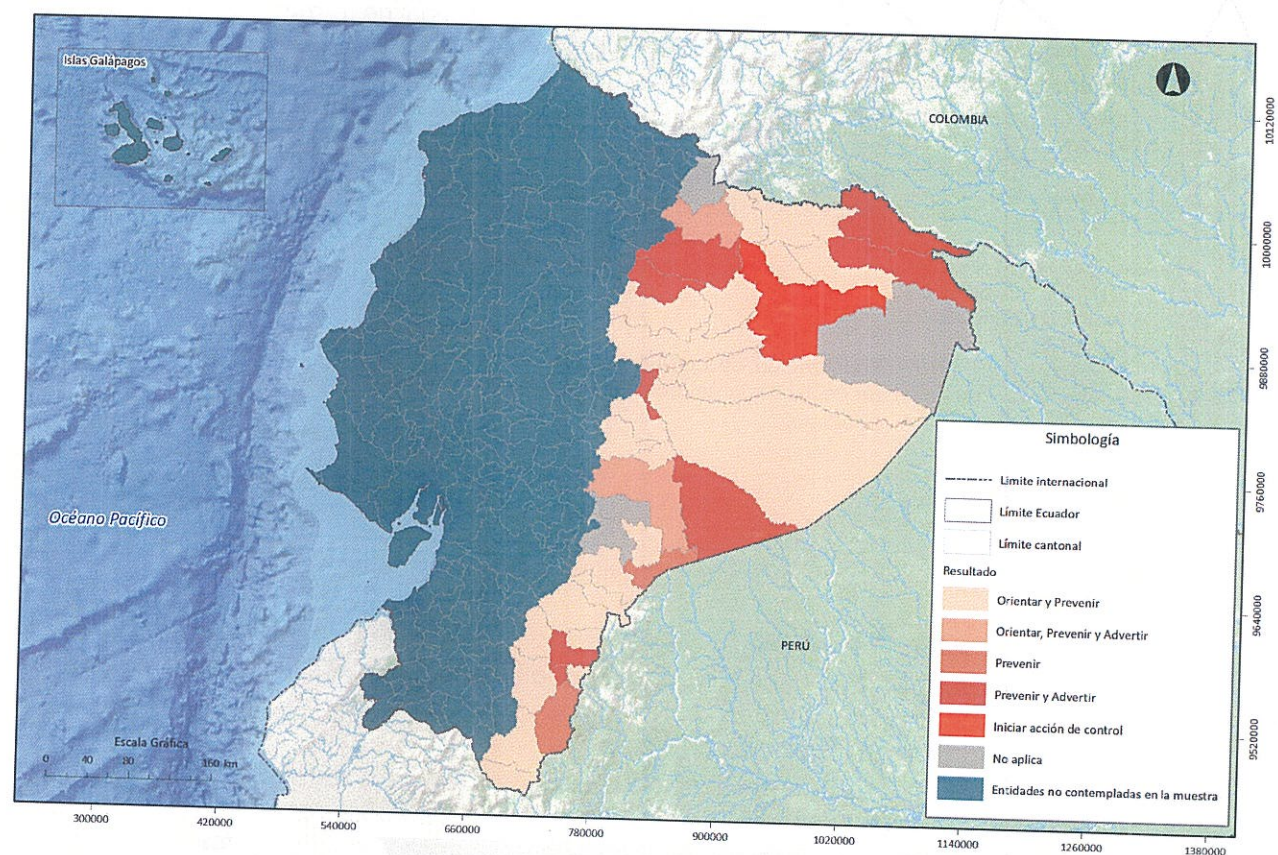 Islas Galápagos
COLOMBIA
Océano Pacífico
PERÚ
Escala Gráfica
0 40 80 160 km
Simbología
Limite internacional
Límite Ecuador
Límite cantonal
Resultado
Orientar y Prevenir
Orientar, Prevenir y Advertir
Prevenir
Prevenir y Advertir
Iniciar acción de control
No aplica
Entidades no contempladas en la muestra
10120000
10000000
9880000
9760000
9640000
9520000
300000 420000 540000 660000 780000 900000 1020000 1140000 1260000 1380000